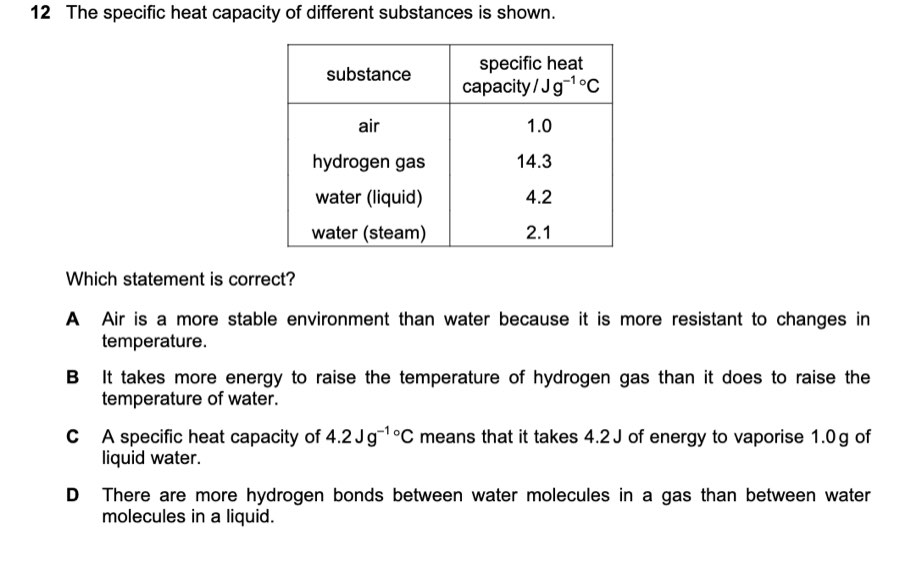 12 The specific heat capacity of different substances is shown.
substance
specific heat
capacity / J g⁻¹ °C
air 1.0
hydrogen gas 14.3
water (liquid) 4.2
water (steam) 2.1
Which statement is correct?
A Air is a more stable environment than water because it is more resistant to changes in
temperature.
B It takes more energy to raise the temperature of hydrogen gas than it does to raise the
temperature of water.
C A specific heat capacity of 4.2 J g⁻¹ °C means that it takes 4.2 J of energy to vaporise 1.0 g of
liquid water.
D There are more hydrogen bonds between water molecules in a gas than between water
molecules in a liquid.